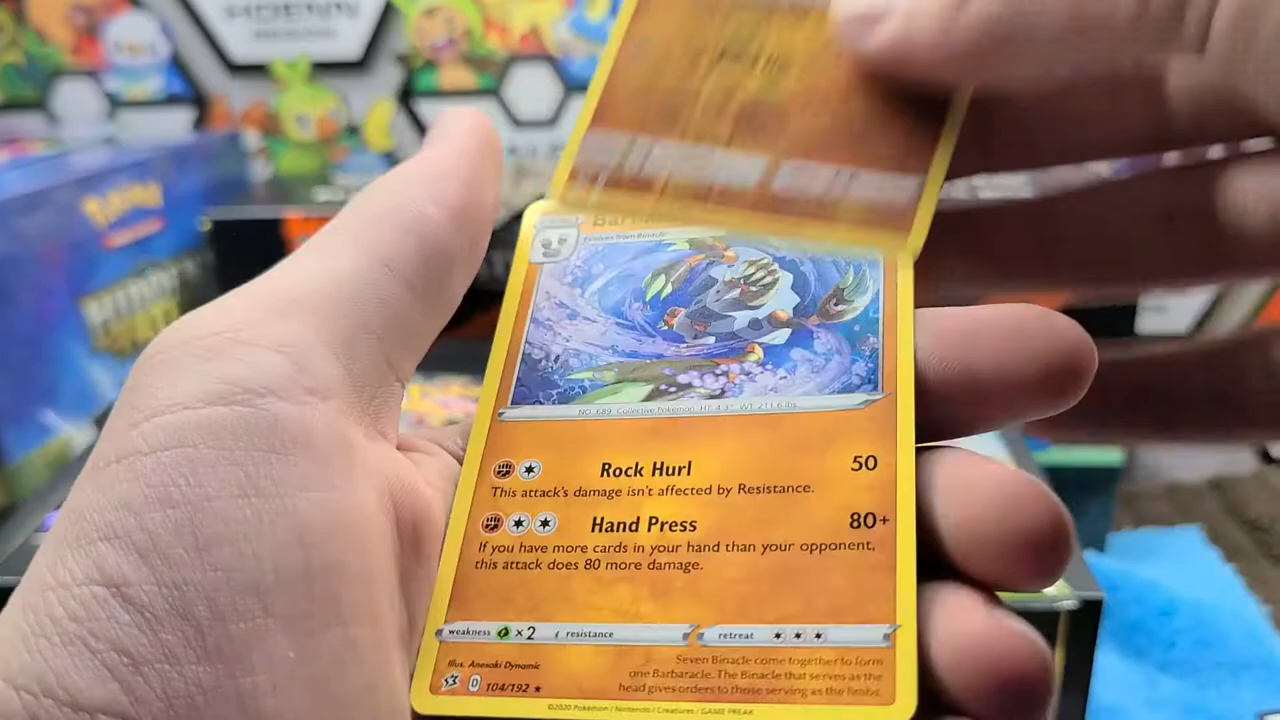 HOENN
Pokémon
Evolves from Binacle
NO. 689 Collective Pokémon HT: 4'3" WT: 211.6 lbs.
Rock Hurl 50
This attack's damage isn't affected by Resistance.
Hand Press 80+
If you have more cards in your hand than your opponent,
this attack does 80 more damage.
weakness ×2 resistance retreat
Illus. Anesaki Dynamic
D 104/192 ★
Seven Binacle come together to form
one Barbaracle. The Binacle that serves as the
head gives orders to those serving as the limbs.
©2020 Pokémon / Nintendo / Creatures / GAME FREAK